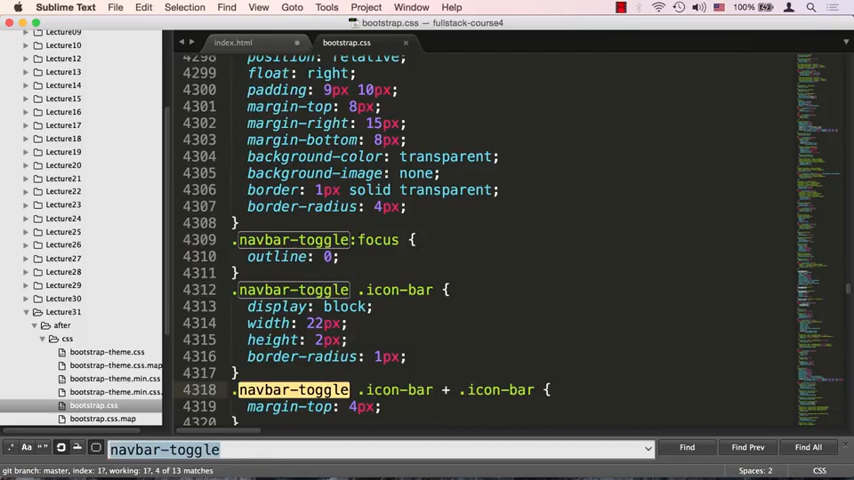 Sublime Text File Edit Selection Find View Goto Tools Project Window Help 100%
bootstrap.css — fullstack-course4
Lecture09
Lecture10
Lecture12
Lecture13
Lecture14
Lecture15
Lecture16
Lecture17
Lecture18
Lecture19
Lecture20
Lecture21
Lecture22
Lecture23
Lecture24
Lecture25
Lecture26
Lecture27
Lecture28
Lecture29
Lecture30
Lecture31
after
css
bootstrap-theme.css
bootstrap-theme.css.map
bootstrap-theme.min.css
bootstrap-theme.min.css.
bootstrap.css
bootstrap.css.map
index.html
bootstrap.css
4298 position: relative;
4299 float: right;
4300 padding: 9px 10px;
4301 margin-top: 8px;
4302 margin-right: 15px;
4303 margin-bottom: 8px;
4304 background-color: transparent;
4305 background-image: none;
4306 border: 1px solid transparent;
4307 border-radius: 4px;
4308 }
4309 .navbar-toggle:focus {
4310 outline: 0;
4311 }
4312 .navbar-toggle .icon-bar {
4313 display: block;
4314 width: 22px;
4315 height: 2px;
4316 border-radius: 1px;
4317 }
4318 .navbar-toggle .icon-bar + .icon-bar {
4319 margin-top: 4px;
4320 }
.* Aa “” navbar-toggle Find Find Prev Find All
git branch: master, index: 17, working: 17, 4 of 13 matches Spaces: 2 CSS